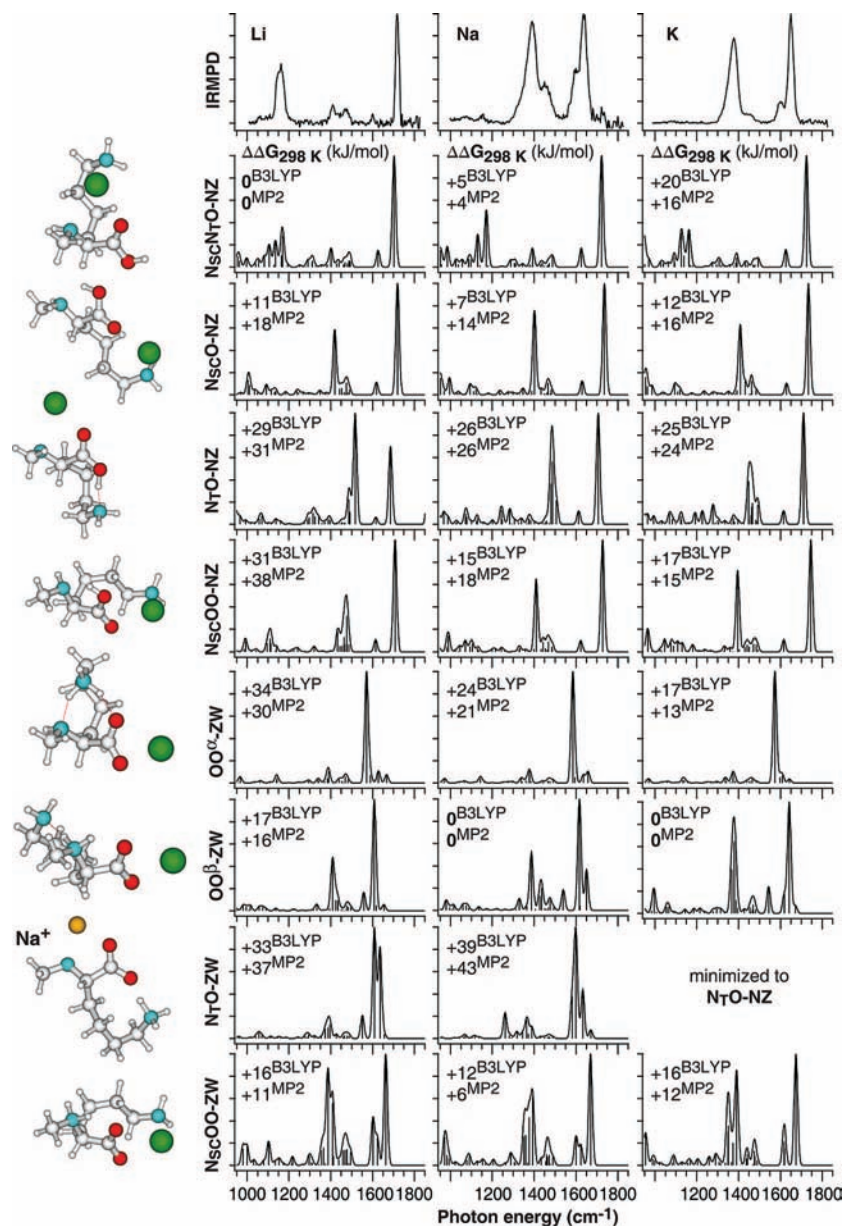 Li Na K
IRMPD
ΔΔG298 K (kJ/mol) ΔΔG298 K (kJ/mol) ΔΔG298 K (kJ/mol)
NSCNTO-NZ
0B3LYP +5B3LYP +20B3LYP
0MP2 +4MP2 +16MP2
NSCO-NZ
+11B3LYP +7B3LYP +12B3LYP
+18MP2 +14MP2 +16MP2
NTO-NZ
+29B3LYP +26B3LYP +25B3LYP
+31MP2 +26MP2 +24MP2
NSCOO-NZ
+31B3LYP +15B3LYP +17B3LYP
+38MP2 +18MP2 +15MP2
OOα-ZW
+34B3LYP +24B3LYP +17B3LYP
+30MP2 +21MP2 +13MP2
OOβ-ZW
+17B3LYP 0B3LYP 0B3LYP
+16MP2 0MP2 0MP2
Na+
NTO-ZW
+33B3LYP +39B3LYP
+37MP2 +43MP2
minimized to
NTO-NZ
NSCOO-ZW
+16B3LYP +12B3LYP +16B3LYP
+11MP2 +6MP2 +12MP2
1000 1200 1400 1600 1800 1200 1400 1600 1800 1200 1400 1600 1800
Photon energy (cm-1)